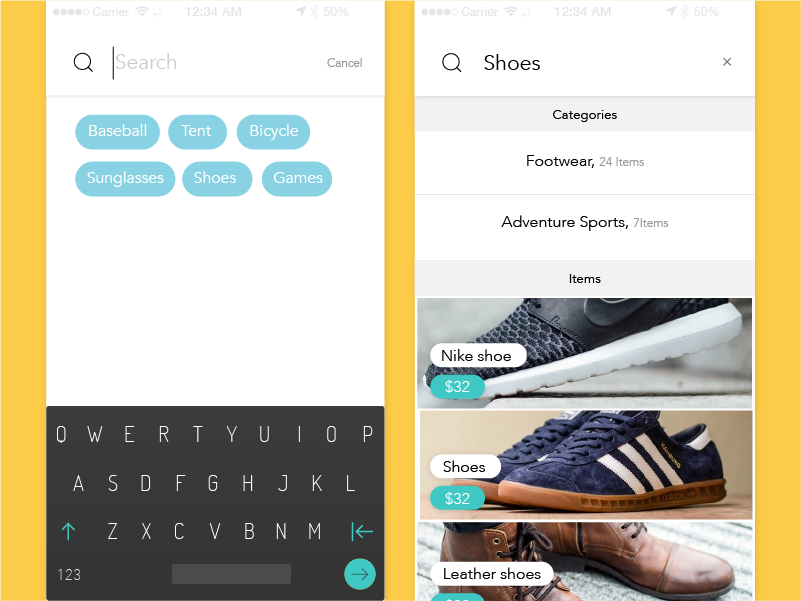 Carrier 12:34 AM 50%
Search Cancel
Baseball Tent Bicycle
Sunglasses Shoes Games
Q W E R T Y U I O P
A S D F G H J K L
Z X C V B N M
123
Carrier 12:34 AM 50%
Shoes ×
Categories
Footwear, 24 Items
Adventure Sports, 7Items
Items
Nike shoe
$32
Shoes
$32
HAMBURG
Leather shoes